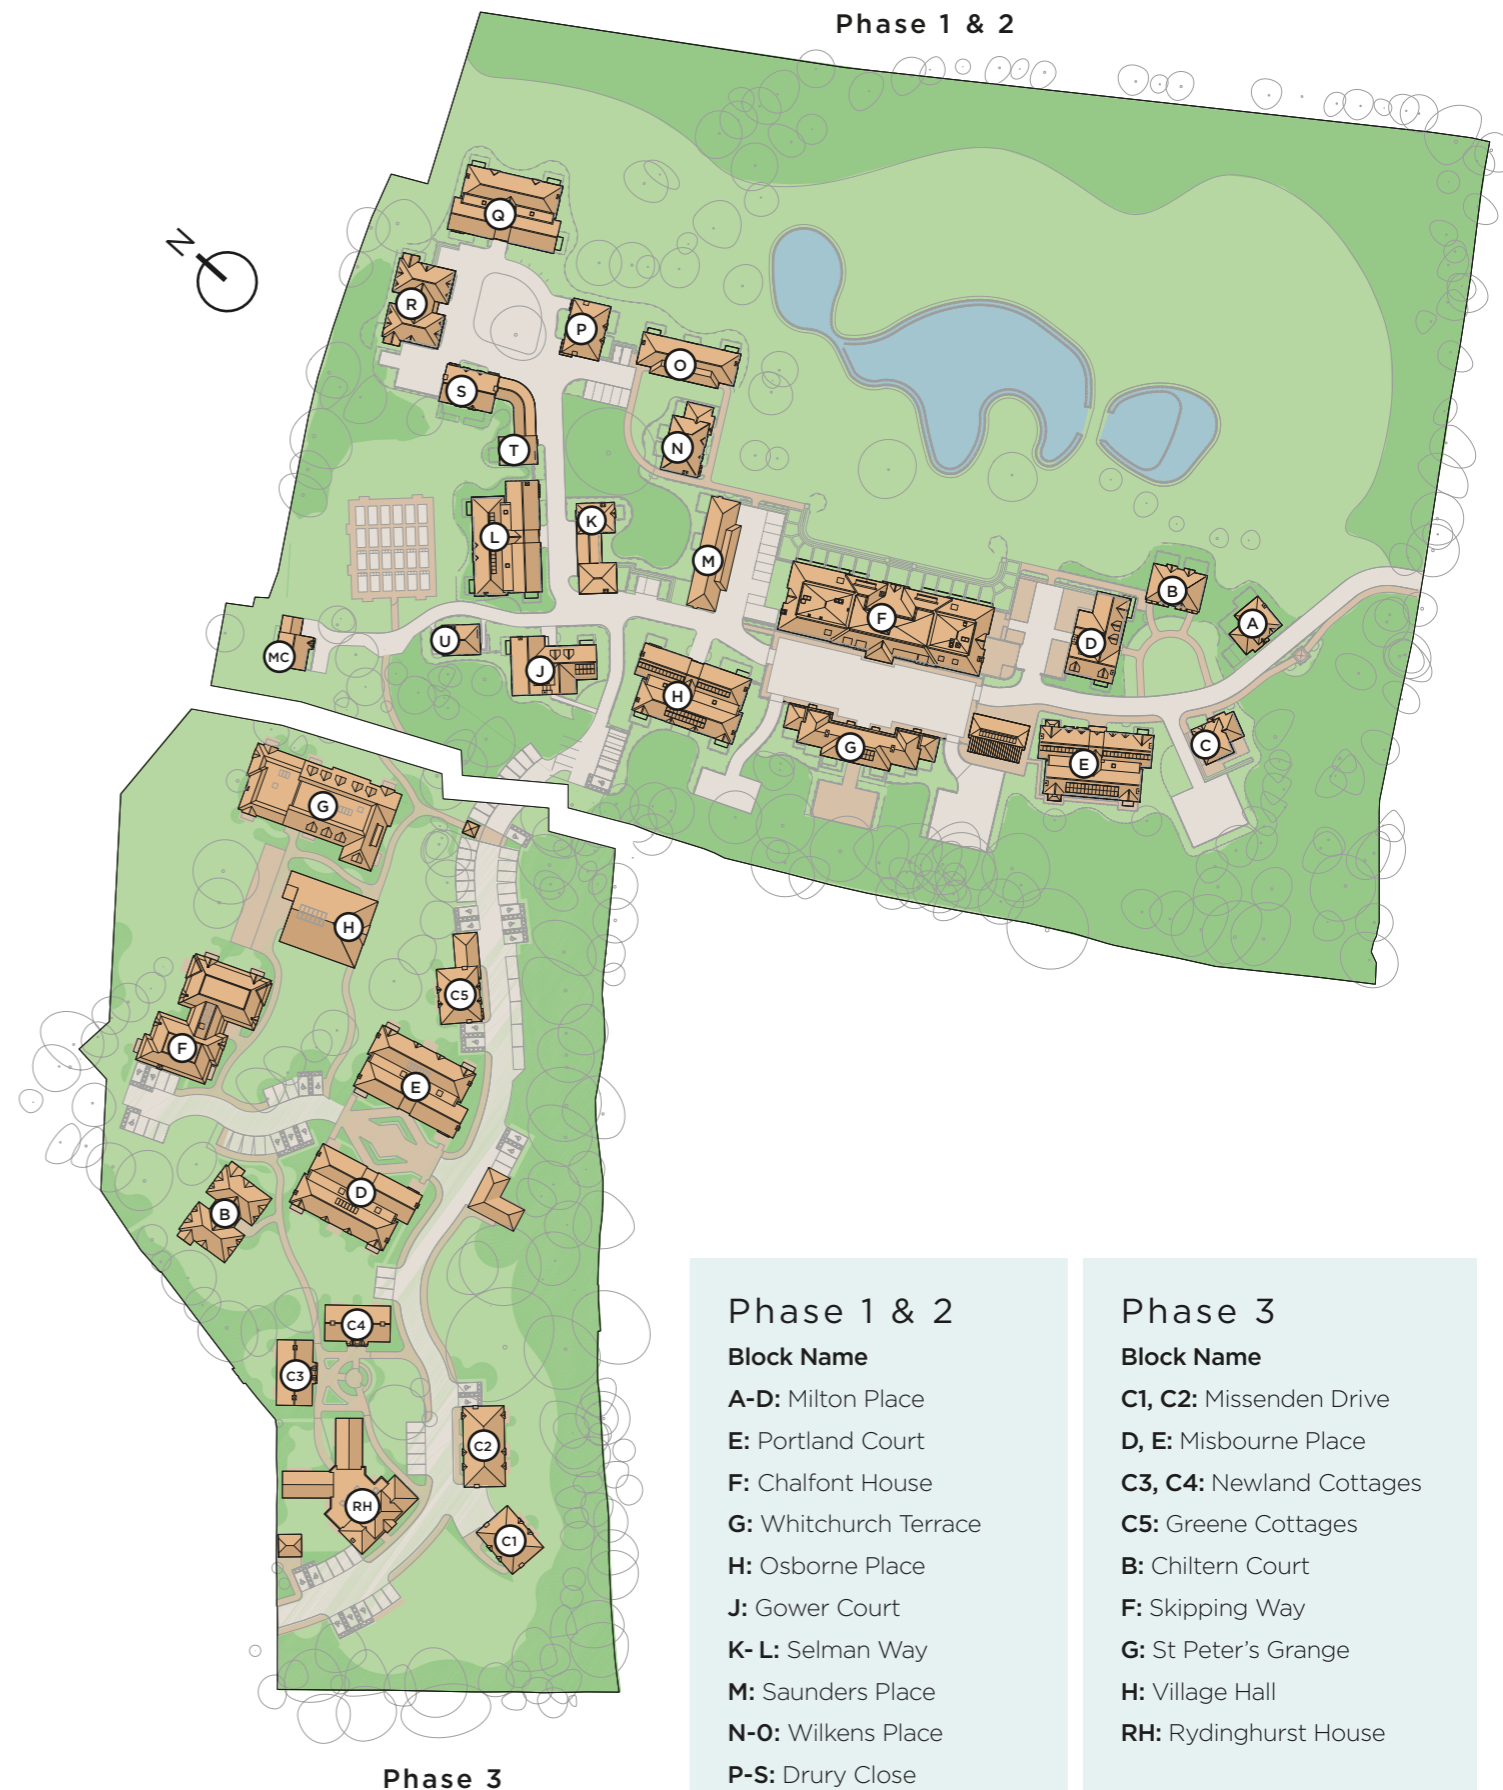 Phase 1 & 2
N
Q
R
P
O
S
N
T
K
L
M
B
F
A
D
U
MC
J
H
C
G
E
G
H
C5
F
E
D
B
C4
C3
C2
RH
C1
Phase 3
Phase 1 & 2
Block Name
A-D: Milton Place
E: Portland Court
F: Chalfont House
G: Whitchurch Terrace
H: Osborne Place
J: Gower Court
K- L: Selman Way
M: Saunders Place
N-0: Wilkens Place
P-S: Drury Close
Phase 3
Block Name
C1, C2: Missenden Drive
D, E: Misbourne Place
C3, C4: Newland Cottages
C5: Greene Cottages
B: Chiltern Court
F: Skipping Way
G: St Peter’s Grange
H: Village Hall
RH: Rydinghurst House